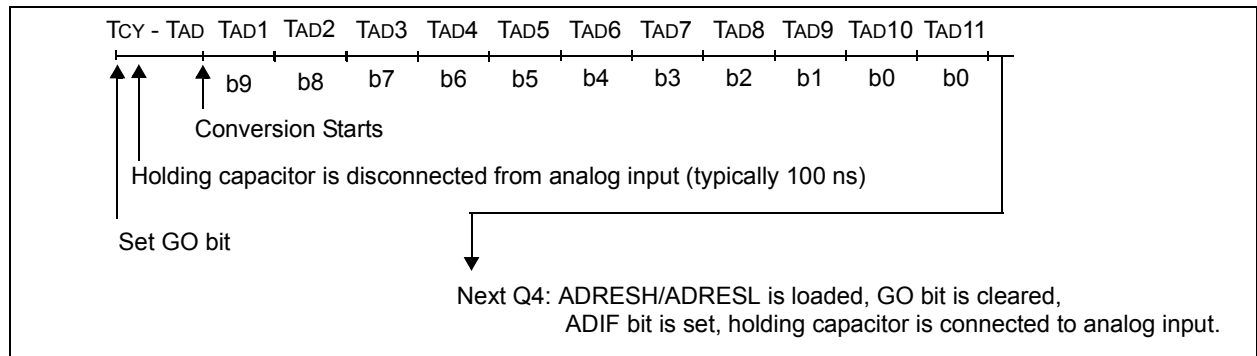 TCY - TAD TAD1 TAD2 TAD3 TAD4 TAD5 TAD6 TAD7 TAD8 TAD9 TAD10 TAD11
b9 b8 b7 b6 b5 b4 b3 b2 b1 b0 b0
Conversion Starts
Holding capacitor is disconnected from analog input (typically 100 ns)
Set GO bit
Next Q4: ADRESH/ADRESL is loaded, GO bit is cleared,
ADIF bit is set, holding capacitor is connected to analog input.